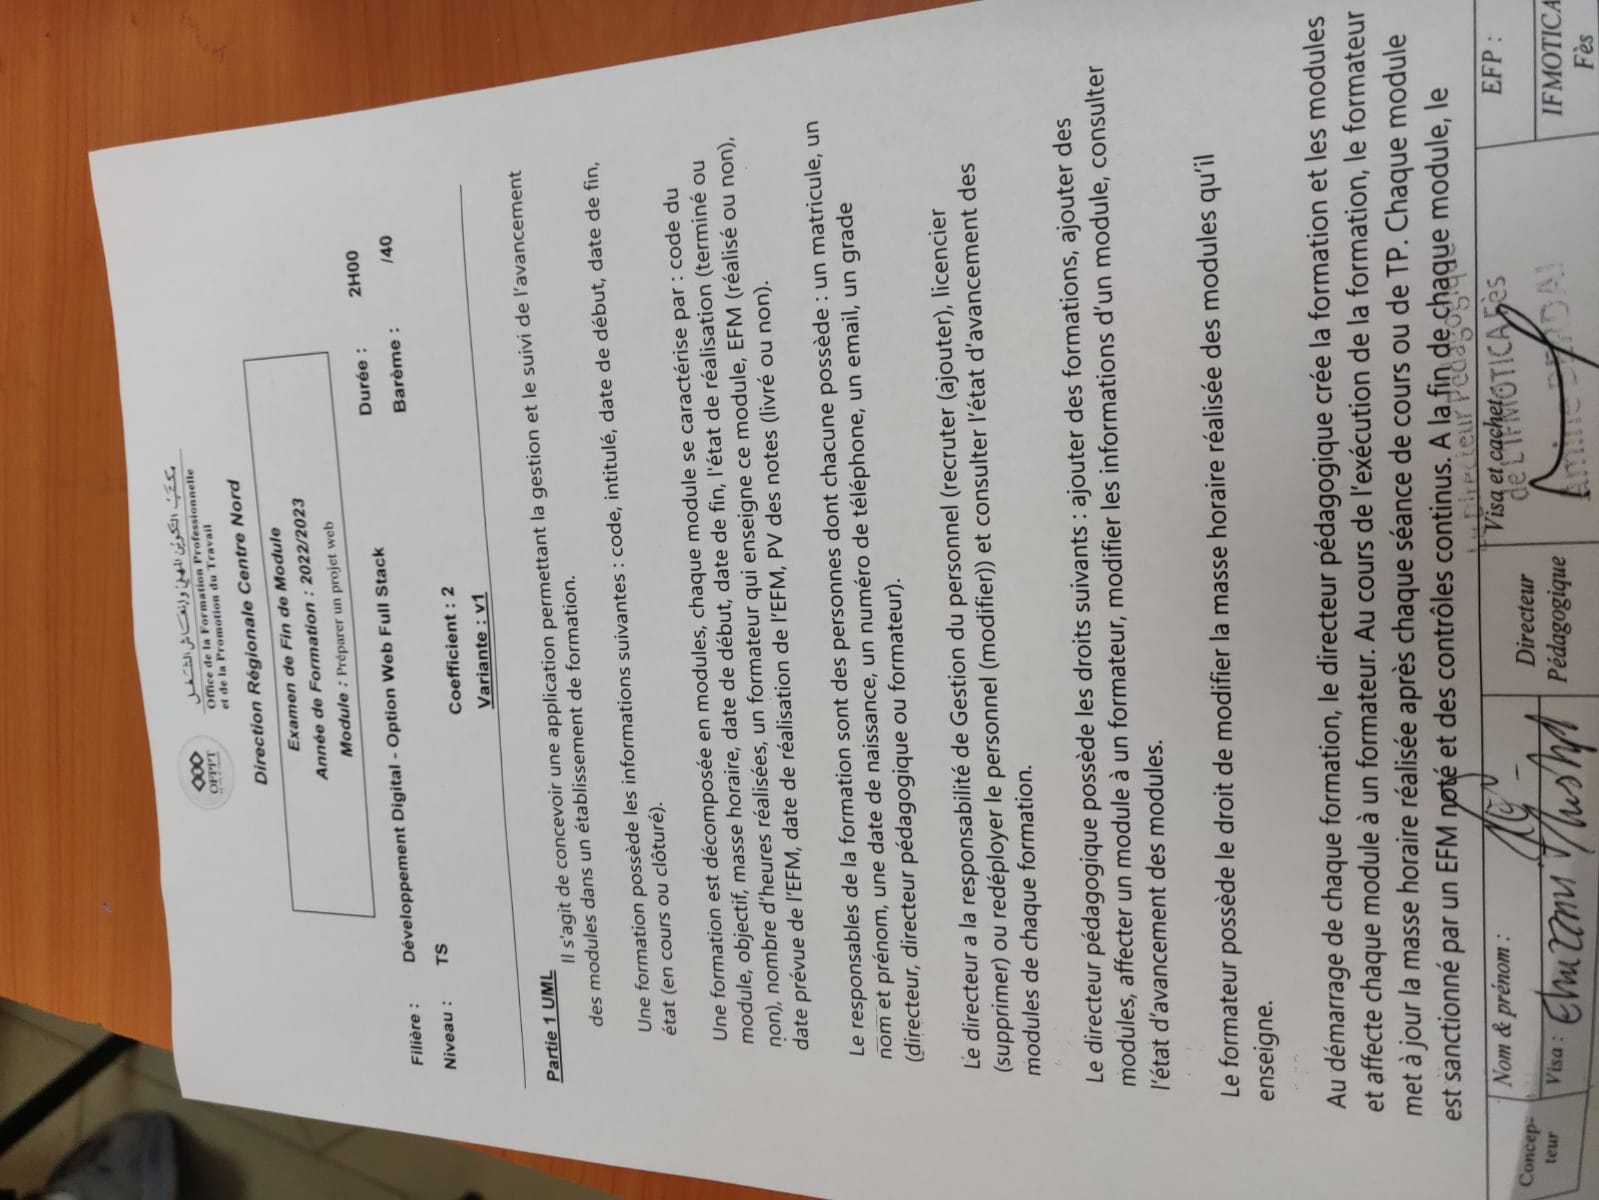 مكتب التكوين المهني وإنعاش الشغل
OFPPT
Office de la Formation Professionnelle
et de la Promotion du Travail
Direction Régionale Centre Nord
Examen de Fin de Module
Année de Formation : 2022/2023
Module : Préparer un projet web
Filière : Développement Digital - Option Web Full Stack
Durée : 2H00
Niveau : TS
Barème : /40
Coefficient : 2
Variante : v1
Partie 1 UML
Il s'agit de concevoir une application permettant la gestion et le suivi de l'avancement
des modules dans un établissement de formation.
Une formation possède les informations suivantes : code, intitulé, date de début, date de fin,
état (en cours ou clôturé).
Une formation est décomposée en modules, chaque module se caractérise par : code du
module, objectif, masse horaire, date de début, date de fin, l'état de réalisation (terminé ou
non), nombre d'heures réalisées, un formateur qui enseigne ce module, EFM (réalisé ou non),
date prévue de l'EFM, date de réalisation de l'EFM, PV des notes (livré ou non).
Le responsables de la formation sont des personnes dont chacune possède : un matricule, un
nom et prénom, une date de naissance, un numéro de téléphone, un email, un grade
(directeur, directeur pédagogique ou formateur).
Le directeur a la responsabilité de Gestion du personnel (recruter (ajouter), licencier
(supprimer) ou redéployer le personnel (modifier)) et consulter l'état d'avancement des
modules de chaque formation.
Le directeur pédagogique possède les droits suivants : ajouter des formations, ajouter des
modules, affecter un module à un formateur, modifier les informations d'un module, consulter
l'état d'avancement des modules.
Le formateur possède le droit de modifier la masse horaire réalisée des modules qu'il
enseigne.
Au démarrage de chaque formation, le directeur pédagogique crée la formation et les modules
et affecte chaque module à un formateur. Au cours de l'exécution de la formation, le formateur
met à jour la masse horaire réalisée après chaque séance de cours ou de TP. Chaque module
est sanctionné par un EFM noté et des contrôles continus. A la fin de chaque module, le
Le Directeur Pédagogique
de L'IFMOTICA Fès
Concep-
teur
Nom & prénom :
Visa :
Directeur
Pédagogique
Visa et cachet
EFP :
IFMOTICA
Fès